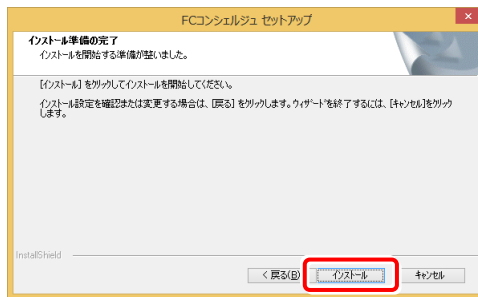 FCコンシェルジュ セットアップ
インストール準備の完了
インストールを開始する準備が整いました。
[インストール] をクリックしてインストールを開始してください。
インストール設定を確認または変更する場合は、[戻る] をクリックします。ウィザードを終了するには、[キャンセル]をクリック
します。
InstallShield
< 戻る(B)
インストール
キャンセル